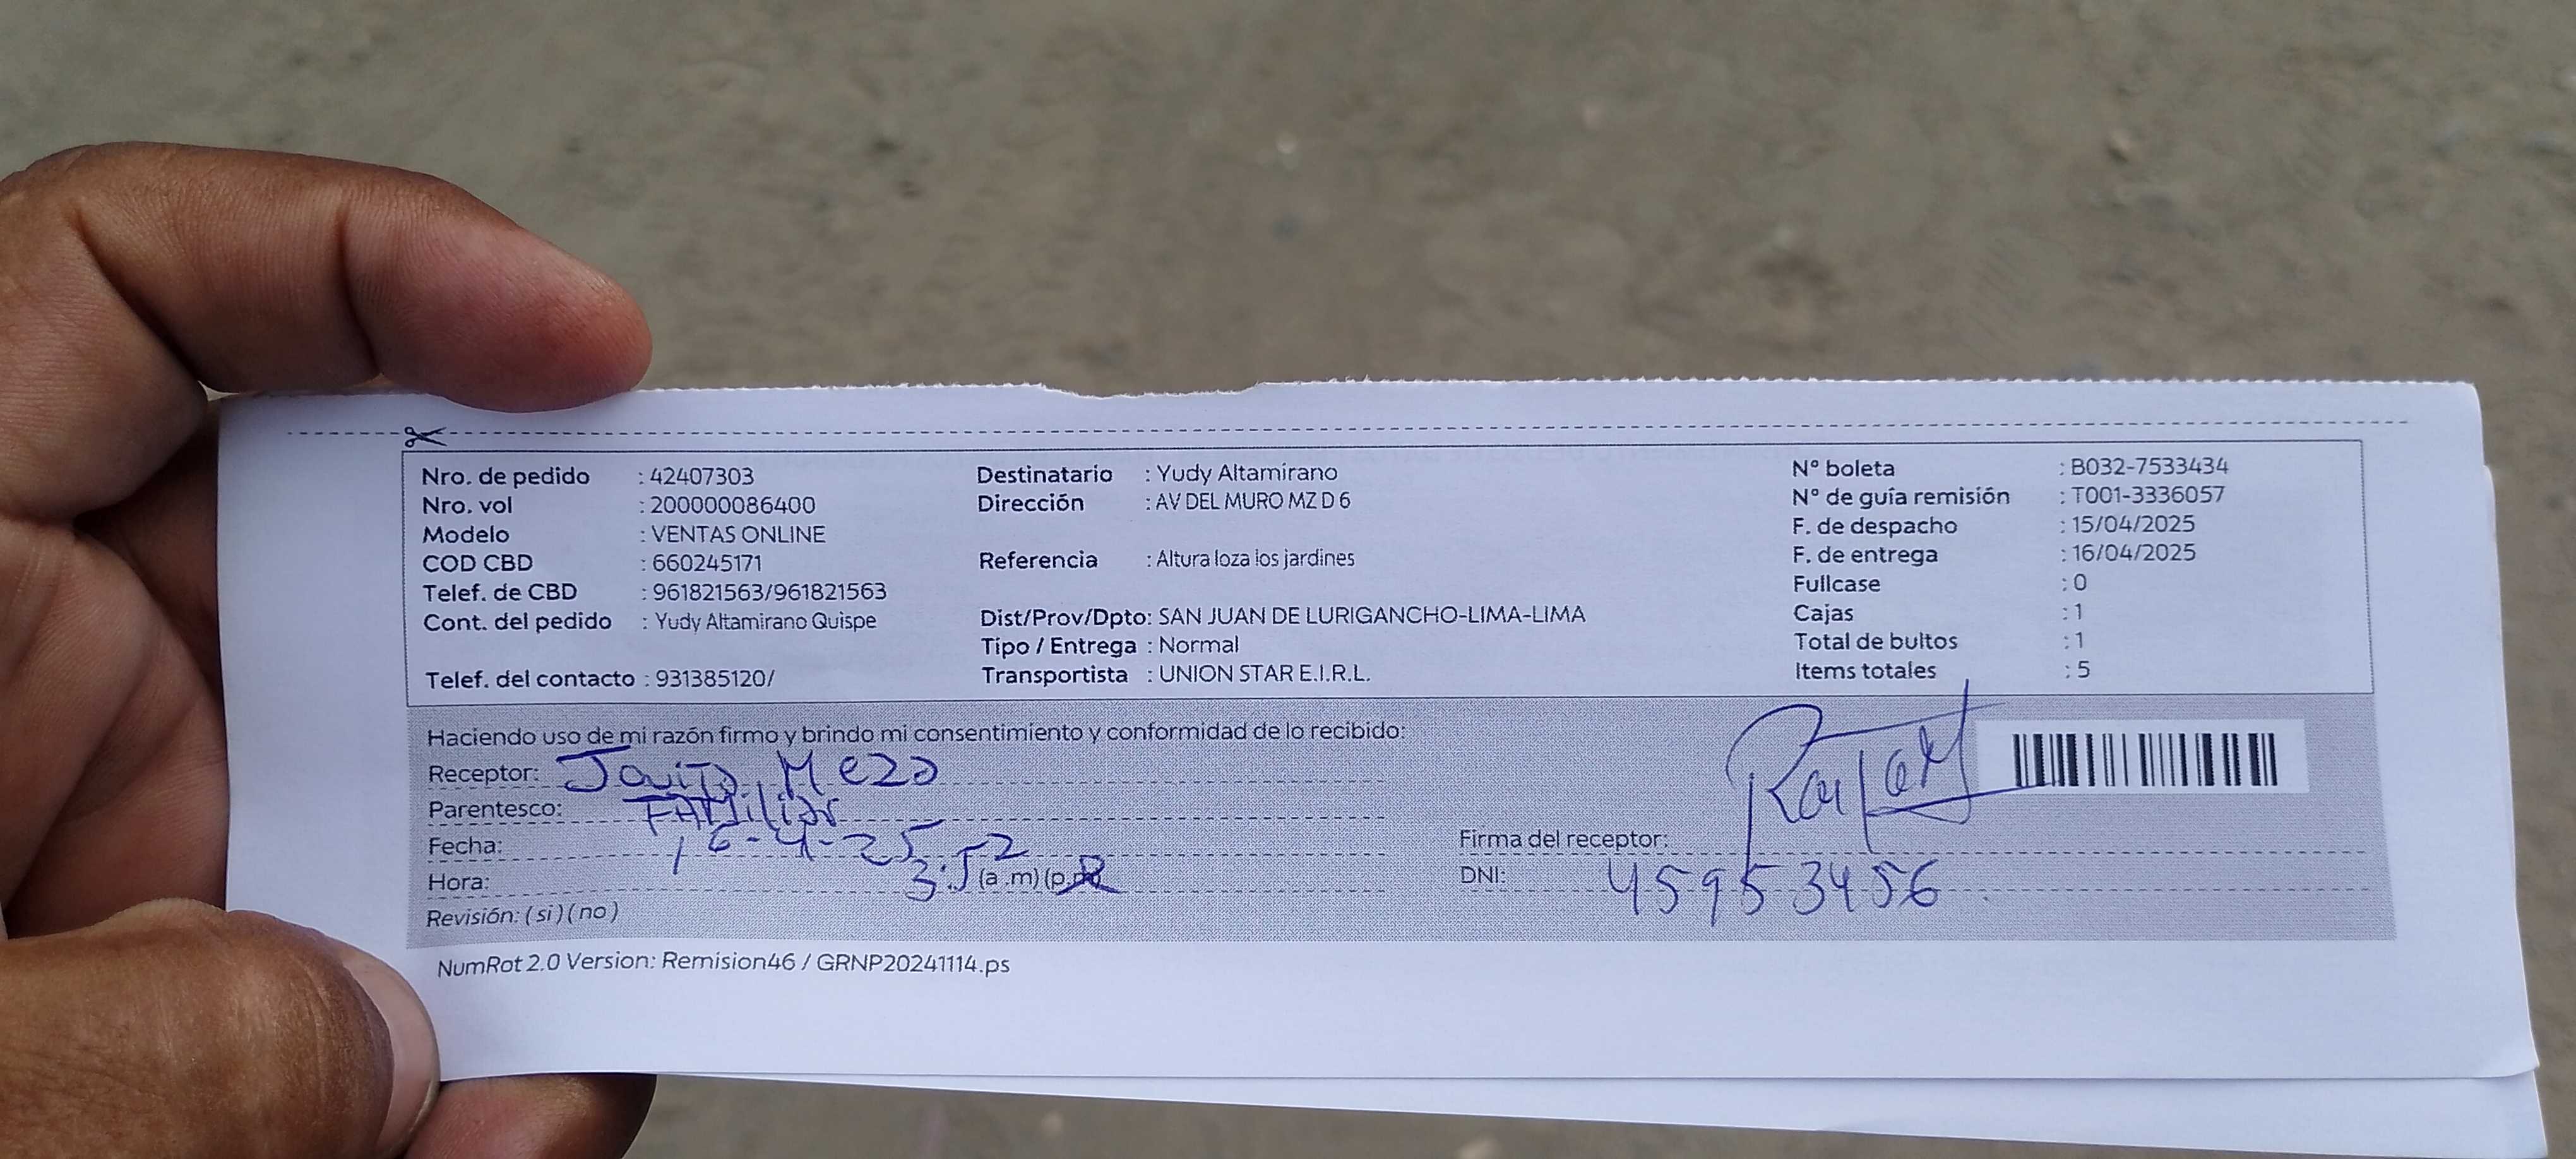 Nro. de pedido : 42407303
Nro. vol : 200000086400
Modelo : VENTAS ONLINE
COD CBD : 660245171
Telef. de CBD : 961821563/961821563
Cont. del pedido : Yudy Altamirano Quispe
Telef. del contacto : 931385120/
Destinatario : Yudy Altamirano
Dirección : AV DEL MURO MZ D 6
Referencia : Altura loza los jardines
Dist/Prov/Dpto: SAN JUAN DE LURIGANCHO-LIMA-LIMA
Tipo / Entrega : Normal
Transportista : UNION STAR E.I.R.L.
N° boleta : B032-7533434
N° de guía remisión : T001-3336057
F. de despacho : 15/04/2025
F. de entrega : 16/04/2025
Fullcase : 0
Cajas : 1
Total de bultos : 1
Items totales : 5
Haciendo uso de mi razón firmo y brindo mi consentimiento y conformidad de lo recibido:
Receptor:
Parentesco: FAMiliar
Fecha: 16-4-25
Hora: 3:52 (a .m) (p.
Revisión: ( si ) ( no )
Firma del receptor:
DNI: 45953456
NumRot 2.0 Version: Remision46 / GRNP20241114.ps